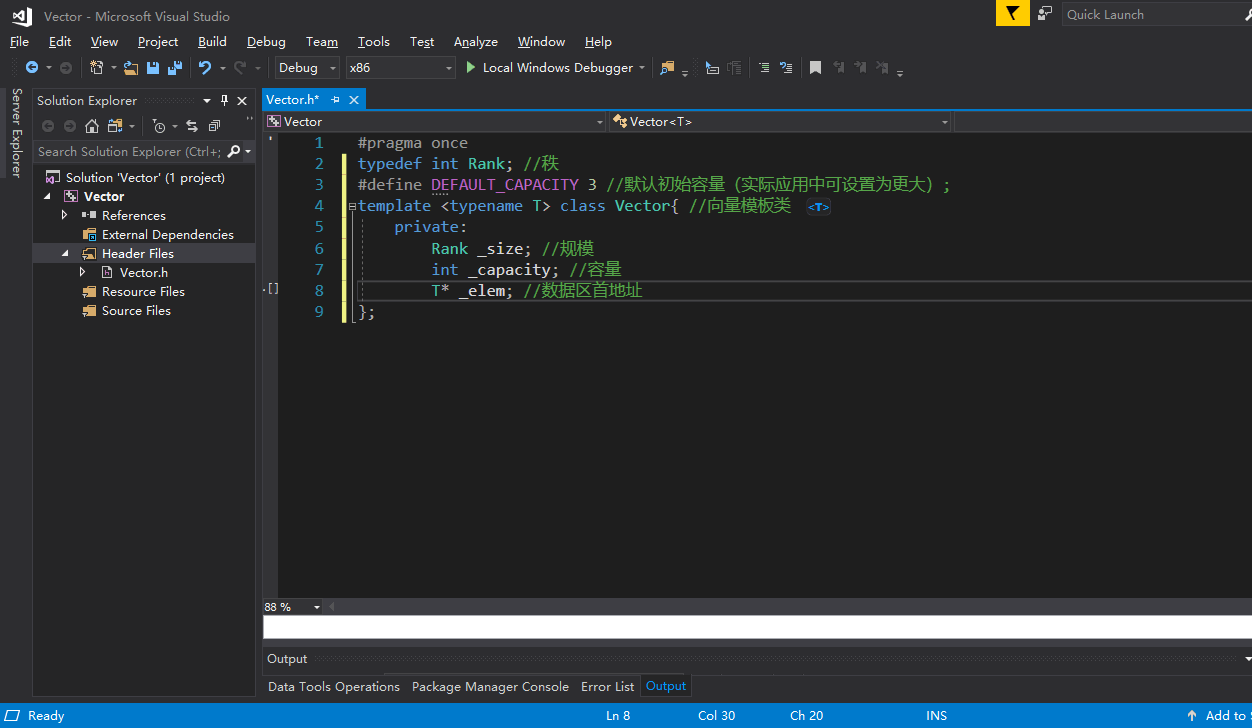 Vector - Microsoft Visual Studio
Quick Launch
File Edit View Project Build Debug Team Tools Test Analyze Window Help
Debug x86 Local Windows Debugger
Server Explorer
Solution Explorer
Search Solution Explorer (Ctrl+;
Solution 'Vector' (1 project)
Vector
References
External Dependencies
Header Files
Vector.h
Resource Files
Source Files
Vector.h*
Vector Vector<T>
1 #pragma once
2 typedef int Rank; //秩
3 #define DEFAULT_CAPACITY 3 //默认初始容量（实际应用中可设置为更大）;
4 template <typename T> class Vector{ //向量模板类 <T>
5 private:
6 Rank _size; //规模
7 int _capacity; //容量
8 T* _elem; //数据区首地址
9 };
88 %
Output
Data Tools Operations Package Manager Console Error List Output
Ready Ln 8 Col 30 Ch 20 INS Add to